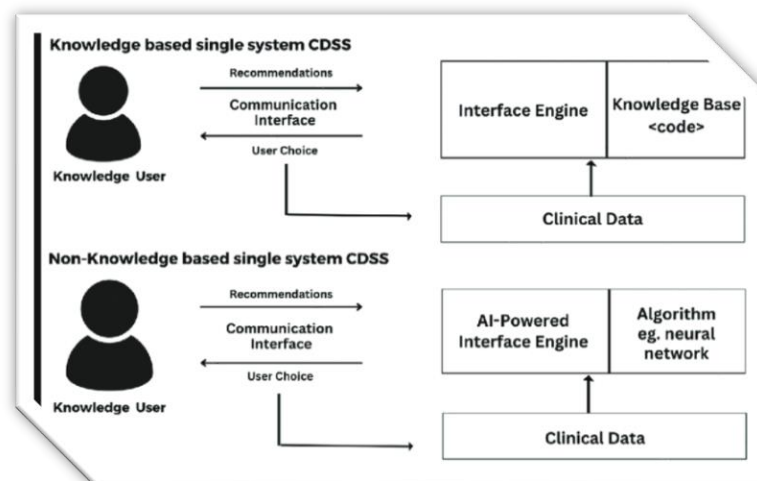 Knowledge based single system CDSS
Recommendations
Communication
Interface
User Choice
Knowledge User
Interface Engine
Knowledge Base
<code>
Clinical Data
Non-Knowledge based single system CDSS
Recommendations
Communication
Interface
User Choice
Knowledge User
AI-Powered
Interface Engine
Algorithm
eg. neural
network
Clinical Data